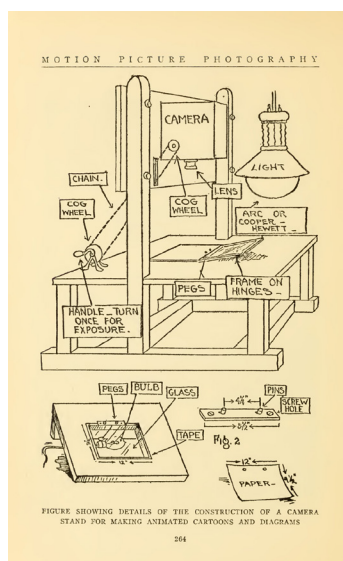 MOTION PICTURE PHOTOGRAPHY
CAMERA
LIGHT
CHAIN.
LENS
COG
WHEEL
COG
WHEEL
ARC OR
COOPER-
HEWETT-
PEGS
FRAME ON
HINGES-
HANDLE-TURN
ONCE FOR
EXPOSURE.
PEGS
BULB
GLASS
TAPE
12"
PINS
SCREW
HOLE
Fig. 2
12"
PAPER-
FIGURE SHOWING DETAILS OF THE CONSTRUCTION OF A CAMERA
STAND FOR MAKING ANIMATED CARTOONS AND DIAGRAMS
264